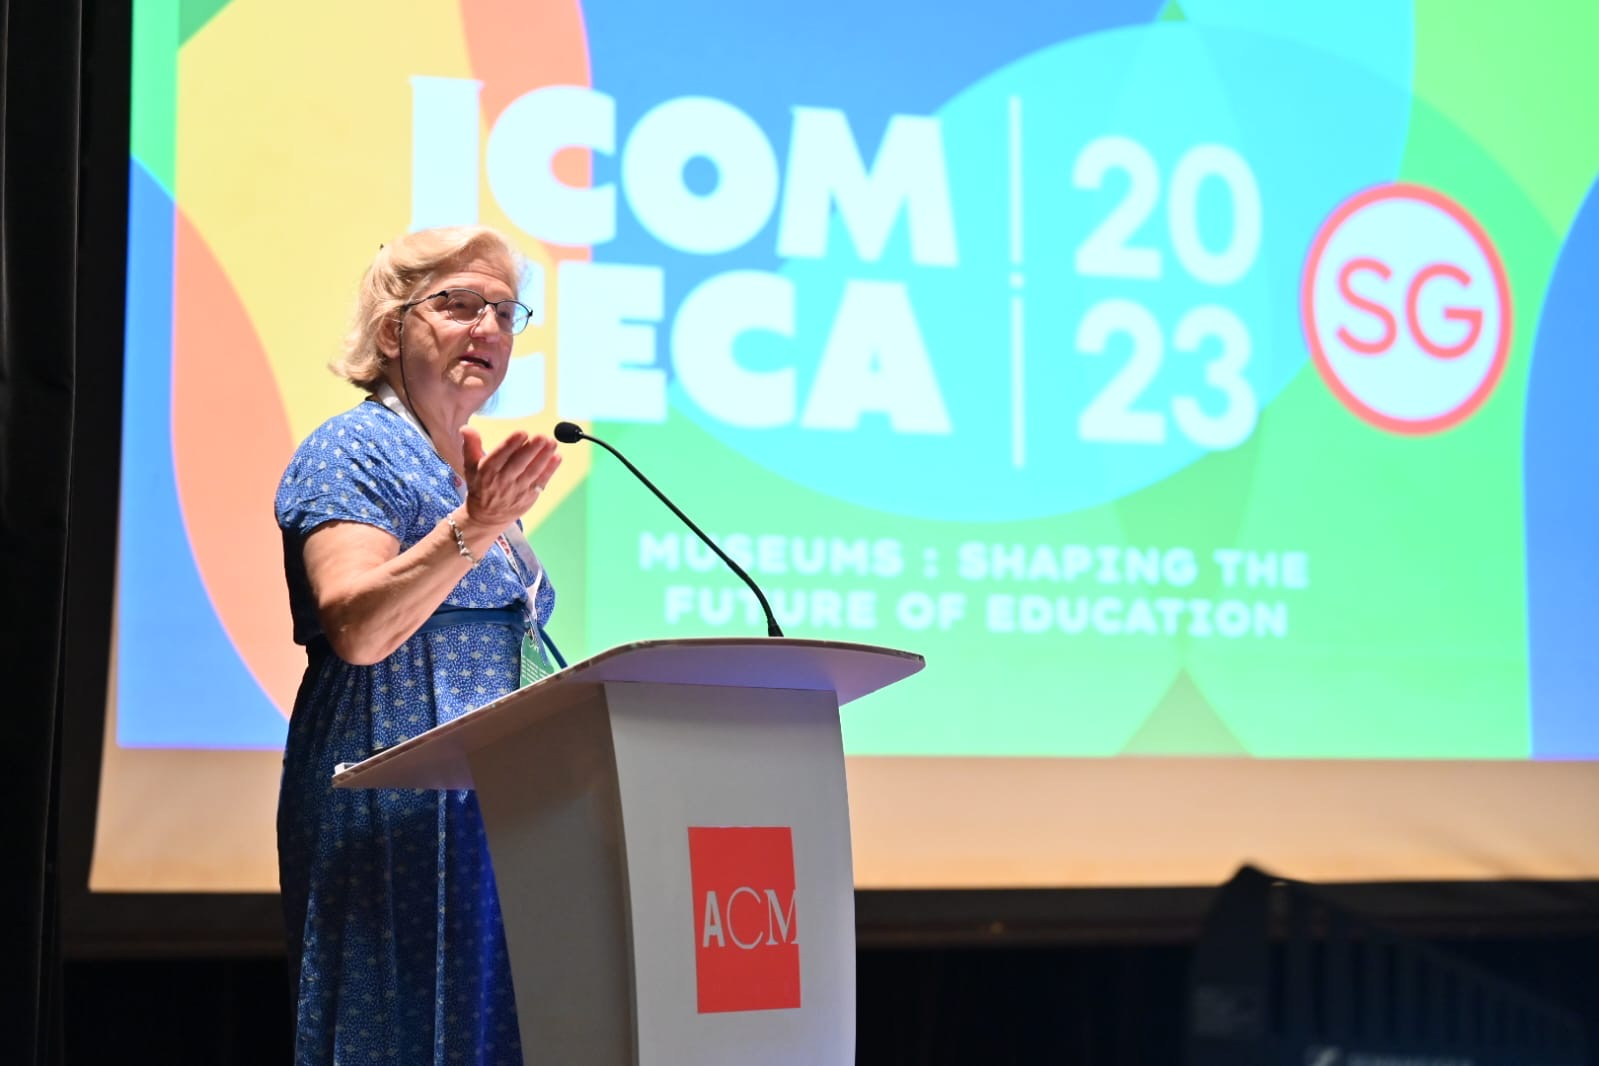 ICOM
CECA
20
23
SG
MUSEUMS : SHAPING THE
FUTURE OF EDUCATION
ACM